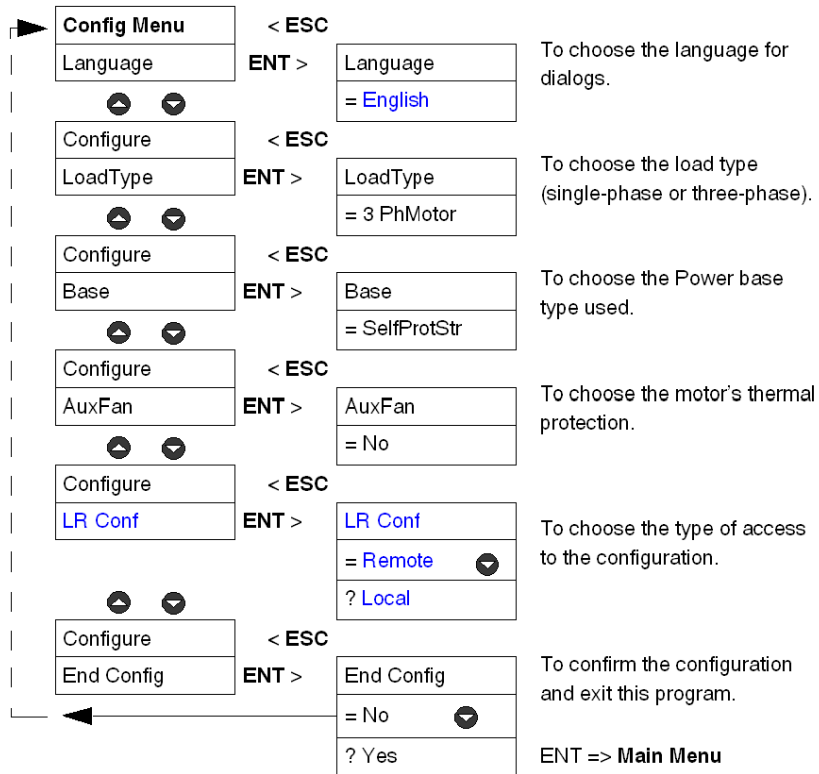 Config Menu < ESC
Language ENT > Language
= English
To choose the language for
dialogs.
Configure < ESC
LoadType ENT > LoadType
= 3 PhMotor
To choose the load type
(single-phase or three-phase).
Configure < ESC
Base ENT > Base
= SelfProtStr
To choose the Power base
type used.
Configure < ESC
AuxFan ENT > AuxFan
= No
To choose the motor's thermal
protection.
Configure < ESC
LR Conf ENT > LR Conf
= Remote
? Local
To choose the type of access
to the configuration.
Configure < ESC
End Config ENT > End Config
= No
? Yes
To confirm the configuration
and exit this program.
ENT => Main Menu